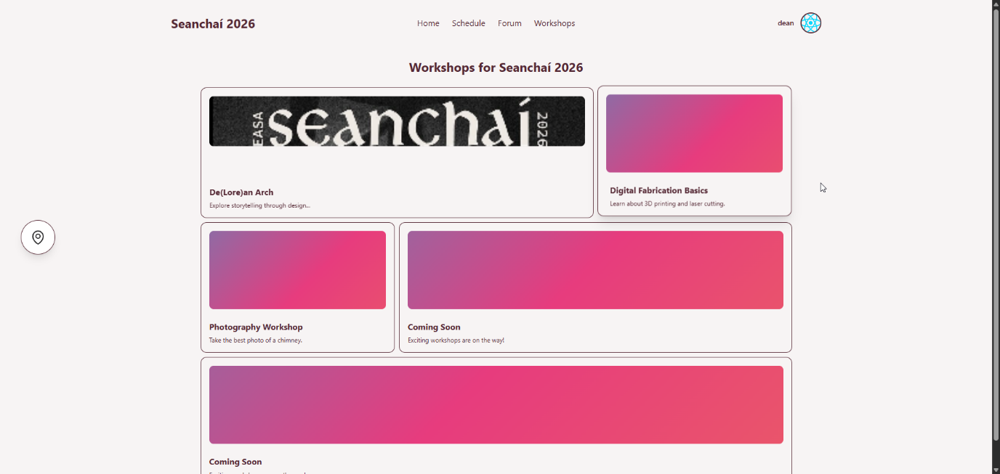 Seanchaí 2026
Home Schedule Forum Workshops
dean
Workshops for Seanchaí 2026
EASA seanchaí 2026
De(Lore)an Arch
Explore storytelling through design...
Digital Fabrication Basics
Learn about 3D printing and laser cutting.
Photography Workshop
Take the best photo of a chimney.
Coming Soon
Exciting workshops are on the way!
Coming Soon